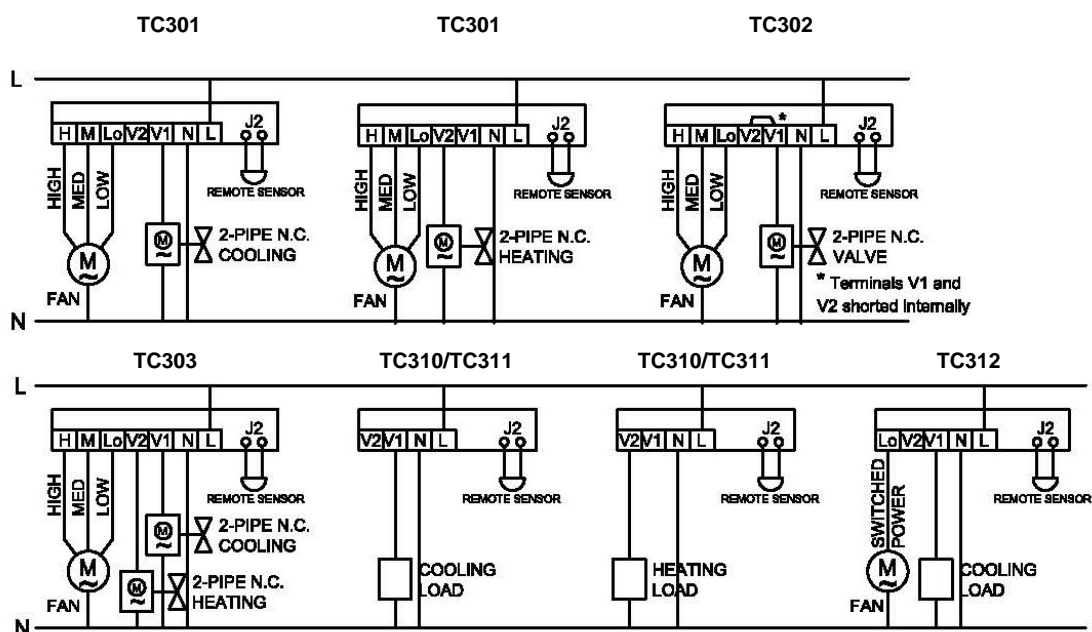 TC301
TC301
TC302
L
H M Lo V2 V1 N L
J2
HIGH
MED
LOW
REMOTE SENSOR
M
2-PIPE N.C.
COOLING
M
~
FAN
H M Lo V2 V1 N L
J2
HIGH
MED
LOW
REMOTE SENSOR
M
2-PIPE N.C.
HEATING
M
~
FAN
H M Lo V2 V1 N L
*
J2
HIGH
MED
LOW
REMOTE SENSOR
M
2-PIPE N.C.
VALVE
* Terminals V1 and
V2 shorted internally
M
~
FAN
N
TC303
TC310/TC311
TC310/TC311
TC312
L
H M Lo V2 V1 N L
J2
HIGH
MED
LOW
REMOTE SENSOR
M
2-PIPE N.C.
COOLING
M
2-PIPE N.C.
HEATING
M
~
FAN
V2 V1 N L
J2
REMOTE SENSOR
COOLING
LOAD
V2 V1 N L
J2
REMOTE SENSOR
HEATING
LOAD
Lo V2 V1 N L
J2
SWITCHED
POWER
REMOTE SENSOR
M
~
FAN
COOLING
LOAD
N